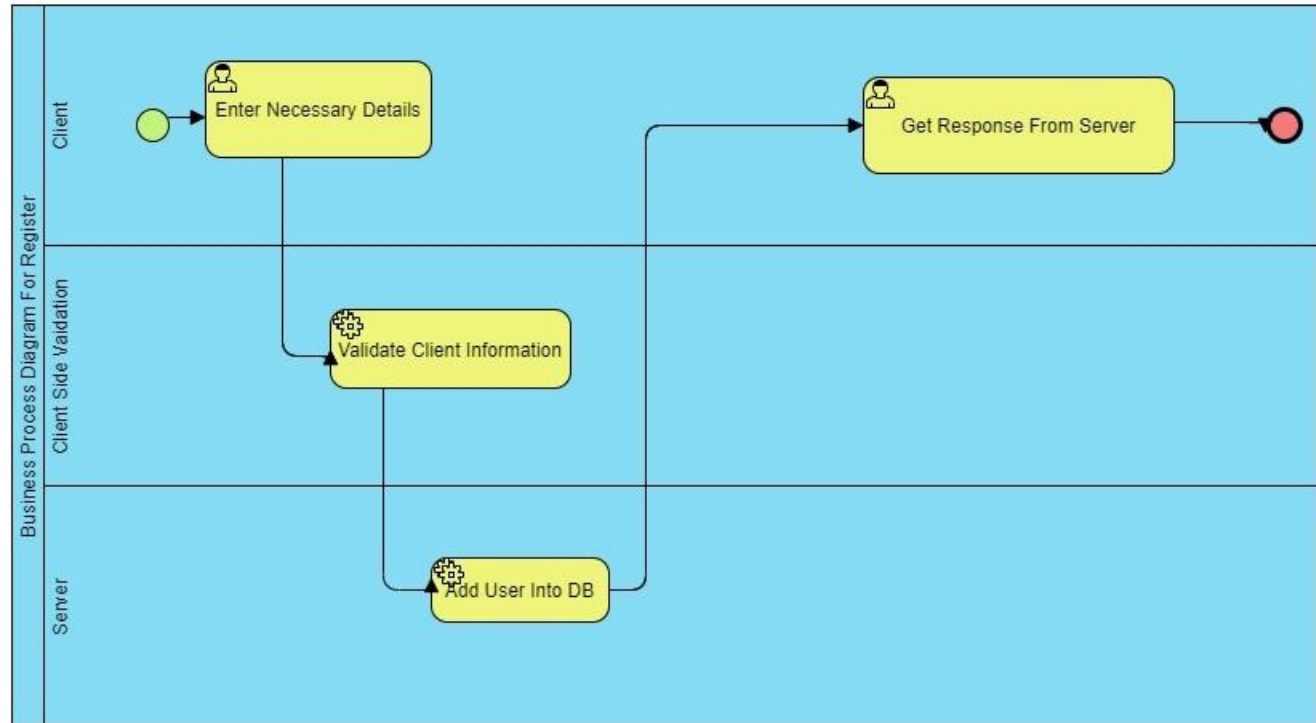 Business Process Diagram For Register
Client
Enter Necessary Details
Get Response From Server
Client Side Vaidation
Validate Client Information
Server
Add User Into DB